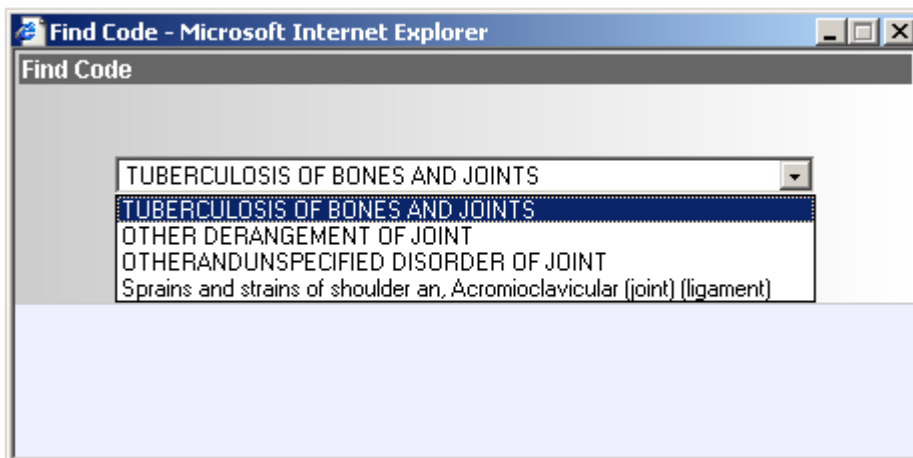 Find Code - Microsoft Internet Explorer
Find Code
TUBERCULOSIS OF BONES AND JOINTS
TUBERCULOSIS OF BONES AND JOINTS
OTHER DERANGEMENT OF JOINT
OTHERANDUNSPECIFIED DISORDER OF JOINT
Sprains and strains of shoulder an, Acromioclavicular (joint) (ligament)